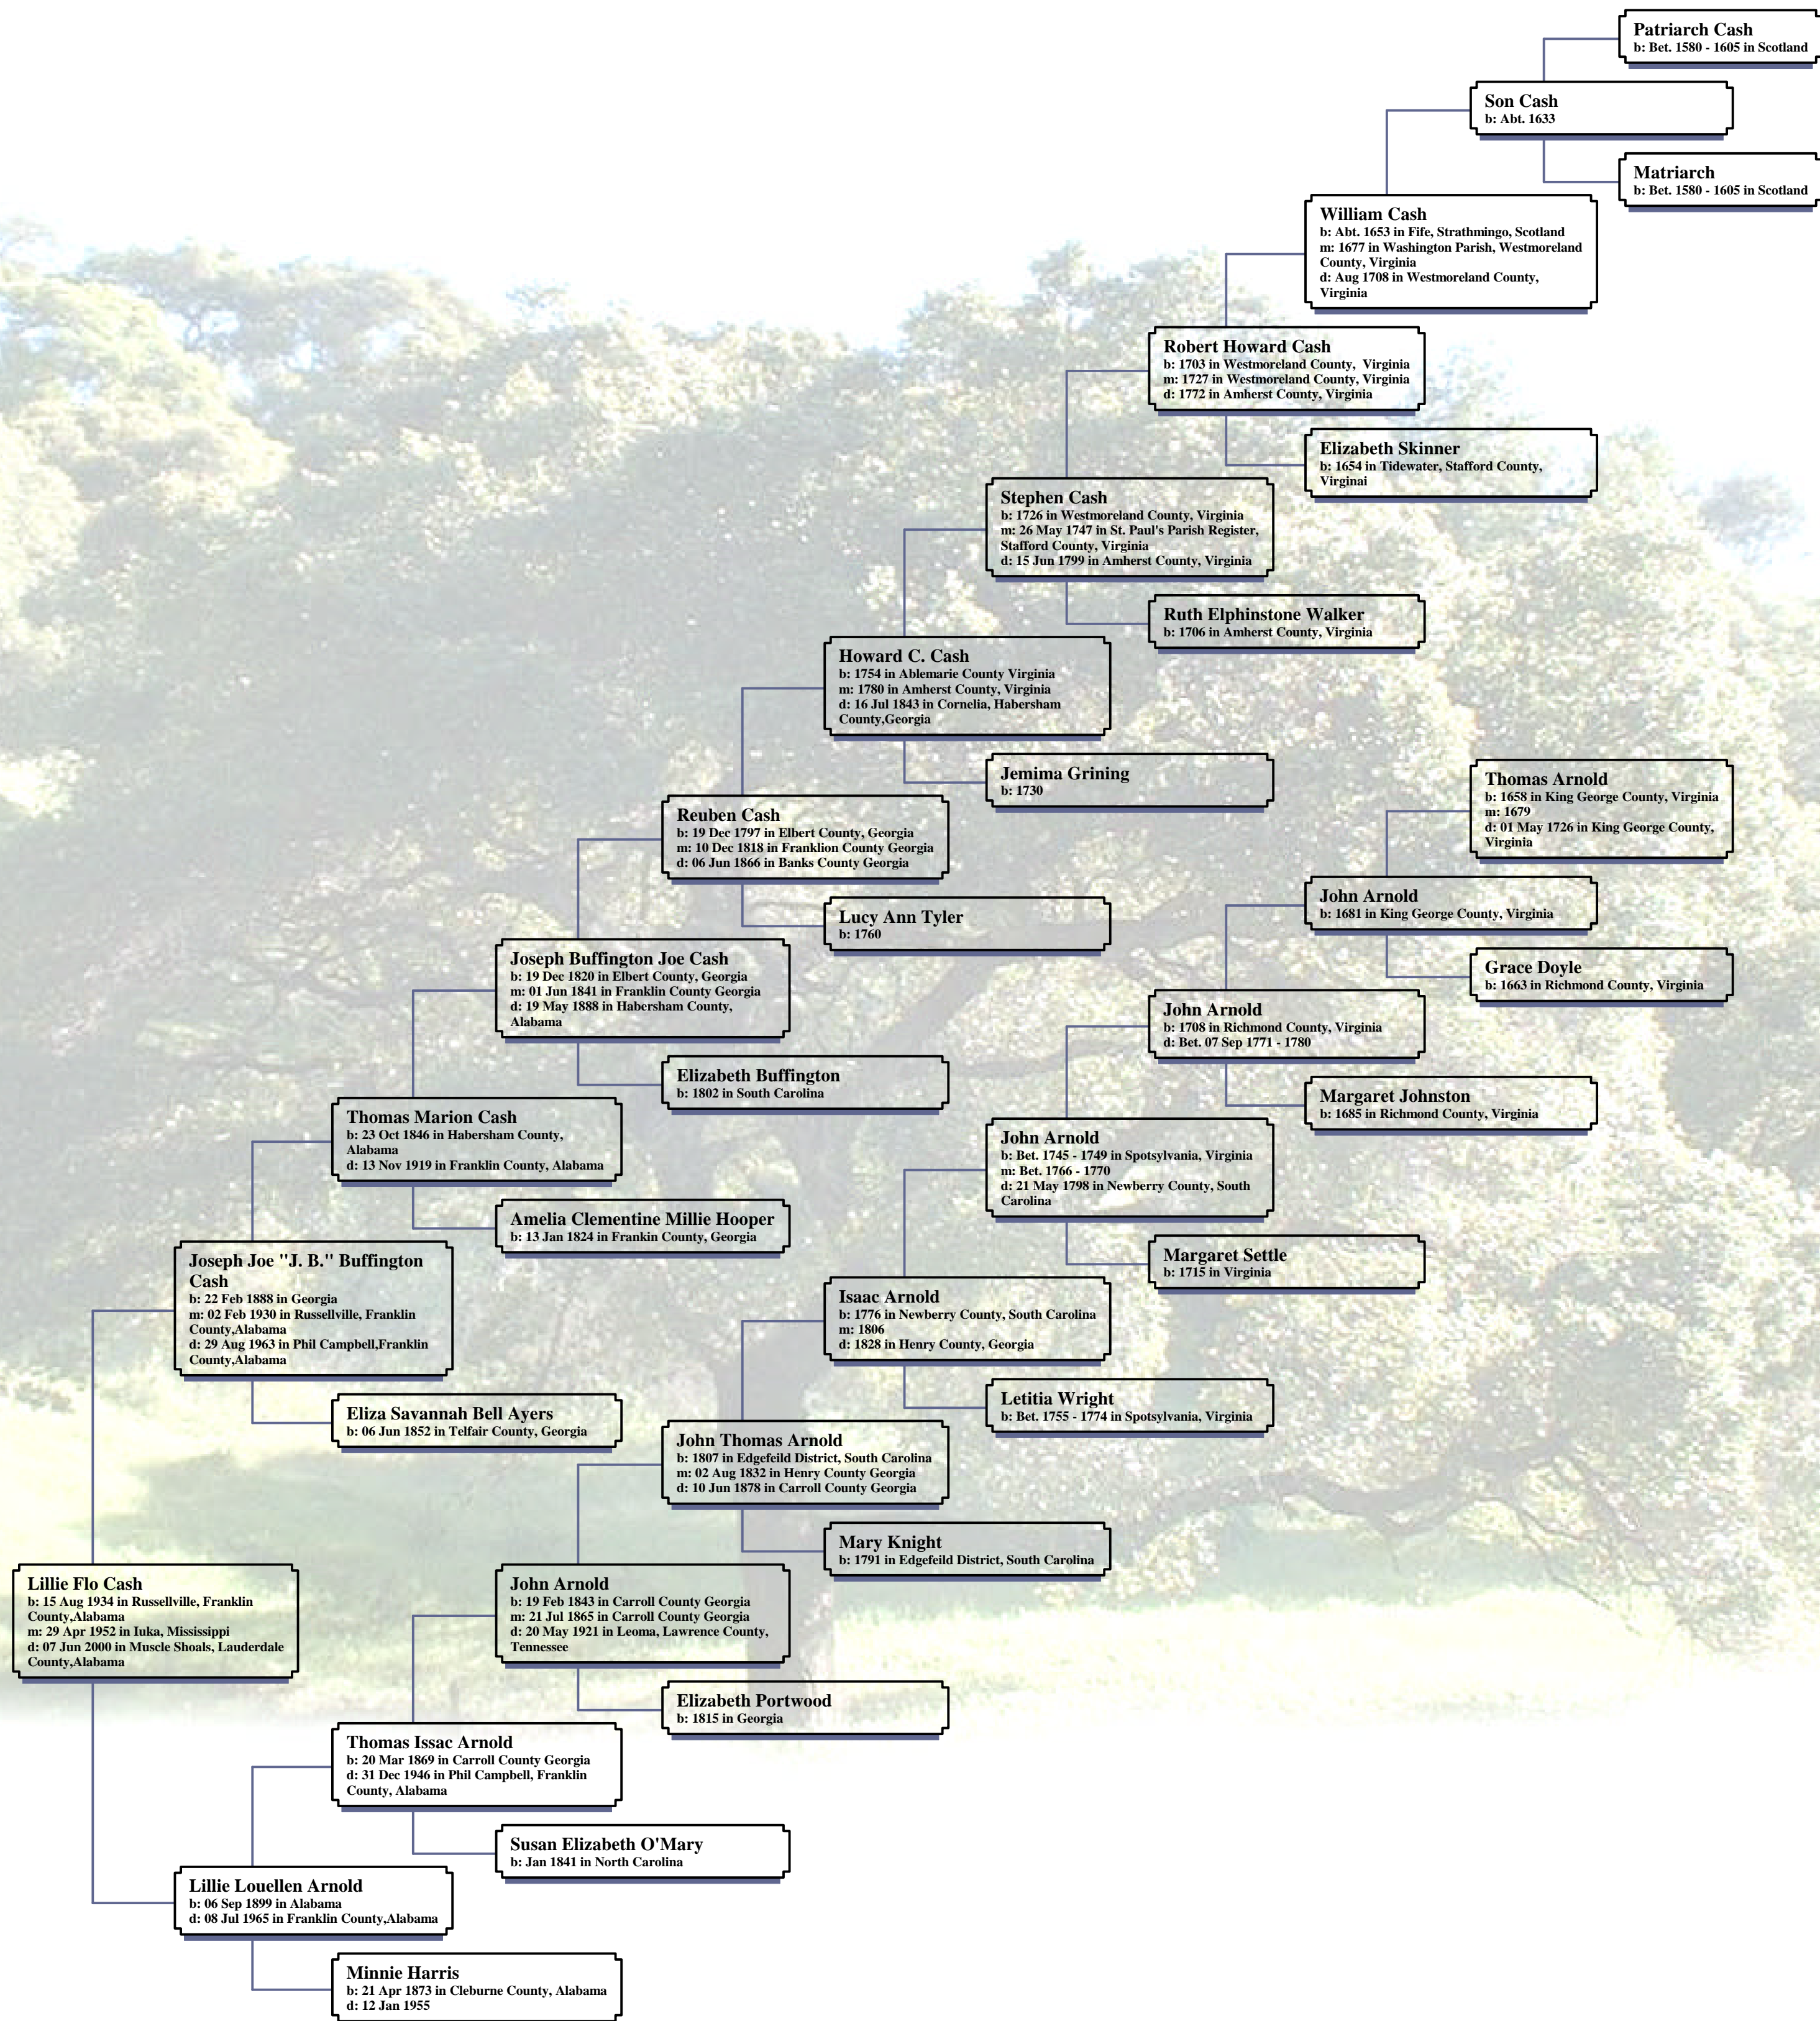 Patriarch Cash
b: Bet. 1580 - 1605 in Scotland
Son Cash
b: Abt. 1633
Matriarch
b: Bet. 1580 - 1605 in Scotland
William Cash
b: Abt. 1653 in Fife, Strathmingo, Scotland
m: 1677 in Washington Parish, Westmoreland
County, Virginia
d: Aug 1708 in Westmoreland County,
Virginia
Robert Howard Cash
b: 1703 in Westmoreland County,  Virginia
m: 1727 in Westmoreland County, Virginia
d: 1772 in Amherst County, Virginia
Elizabeth Skinner
b: 1654 in Tidewater, Stafford County,
Virginai
Stephen Cash
b: 1726 in Westmoreland County, Virginia
m: 26 May 1747 in St. Paul's Parish Register,
Stafford County, Virginia
d: 15 Jun 1799 in Amherst County, Virginia
Ruth Elphinstone Walker
b: 1706 in Amherst County, Virginia
Howard C. Cash
b: 1754 in Ablemarie County Virginia
m: 1780 in Amherst County, Virginia
d: 16 Jul 1843 in Cornelia, Habersham
County,Georgia
Jemima Grining
b: 1730
Thomas Arnold
b: 1658 in King George County, Virginia
m: 1679
d: 01 May 1726 in King George County,
Virginia
Reuben Cash
b: 19 Dec 1797 in Elbert County, Georgia
m: 10 Dec 1818 in Franklion County Georgia
d: 06 Jun 1866 in Banks County Georgia
John Arnold
b: 1681 in King George County, Virginia
Lucy Ann Tyler
b: 1760
Joseph Buffington Joe Cash
b: 19 Dec 1820 in Elbert County, Georgia
m: 01 Jun 1841 in Franklin County Georgia
d: 19 May 1888 in Habersham County,
Alabama
Grace Doyle
b: 1663 in Richmond County, Virginia
John Arnold
b: 1708 in Richmond County, Virginia
d: Bet. 07 Sep 1771 - 1780
Elizabeth Buffington
b: 1802 in South Carolina
Margaret Johnston
b: 1685 in Richmond County, Virginia
Thomas Marion Cash
b: 23 Oct 1846 in Habersham County,
Alabama
d: 13 Nov 1919 in Franklin County, Alabama
John Arnold
b: Bet. 1745 - 1749 in Spotsylvania, Virginia
m: Bet. 1766 - 1770
d: 21 May 1798 in Newberry County, South
Carolina
Amelia Clementine Millie Hooper
b: 13 Jan 1824 in Frankin County, Georgia
Margaret Settle
b: 1715 in Virginia
Joseph Joe "J. B." Buffington
Cash
b: 22 Feb 1888 in Georgia
m: 02 Feb 1930 in Russellville, Franklin
County,Alabama
d: 29 Aug 1963 in Phil Campbell,Franklin
County,Alabama
Isaac Arnold
b: 1776 in Newberry County, South Carolina
m: 1806
d: 1828 in Henry County, Georgia
Eliza Savannah Bell Ayers
b: 06 Jun 1852 in Telfair County, Georgia
Letitia Wright
b: Bet. 1755 - 1774 in Spotsylvania, Virginia
John Thomas Arnold
b: 1807 in Edgefeild District, South Carolina
m: 02 Aug 1832 in Henry County Georgia
d: 10 Jun 1878 in Carroll County Georgia
Mary Knight
b: 1791 in Edgefeild District, South Carolina
Lillie Flo Cash
b: 15 Aug 1934 in Russellville, Franklin
County,Alabama
m: 29 Apr 1952 in Iuka, Mississippi
d: 07 Jun 2000 in Muscle Shoals, Lauderdale
County,Alabama
John Arnold
b: 19 Feb 1843 in Carroll County Georgia
m: 21 Jul 1865 in Carroll County Georgia
d: 20 May 1921 in Leoma, Lawrence County,
Tennessee
Elizabeth Portwood
b: 1815 in Georgia
Thomas Issac Arnold
b: 20 Mar 1869 in Carroll County Georgia
d: 31 Dec 1946 in Phil Campbell, Franklin
County, Alabama
Susan Elizabeth O'Mary
b: Jan 1841 in North Carolina
Lillie Louellen Arnold
b: 06 Sep 1899 in Alabama
d: 08 Jul 1965 in Franklin County,Alabama
Minnie Harris
b: 21 Apr 1873 in Cleburne County, Alabama
d: 12 Jan 1955